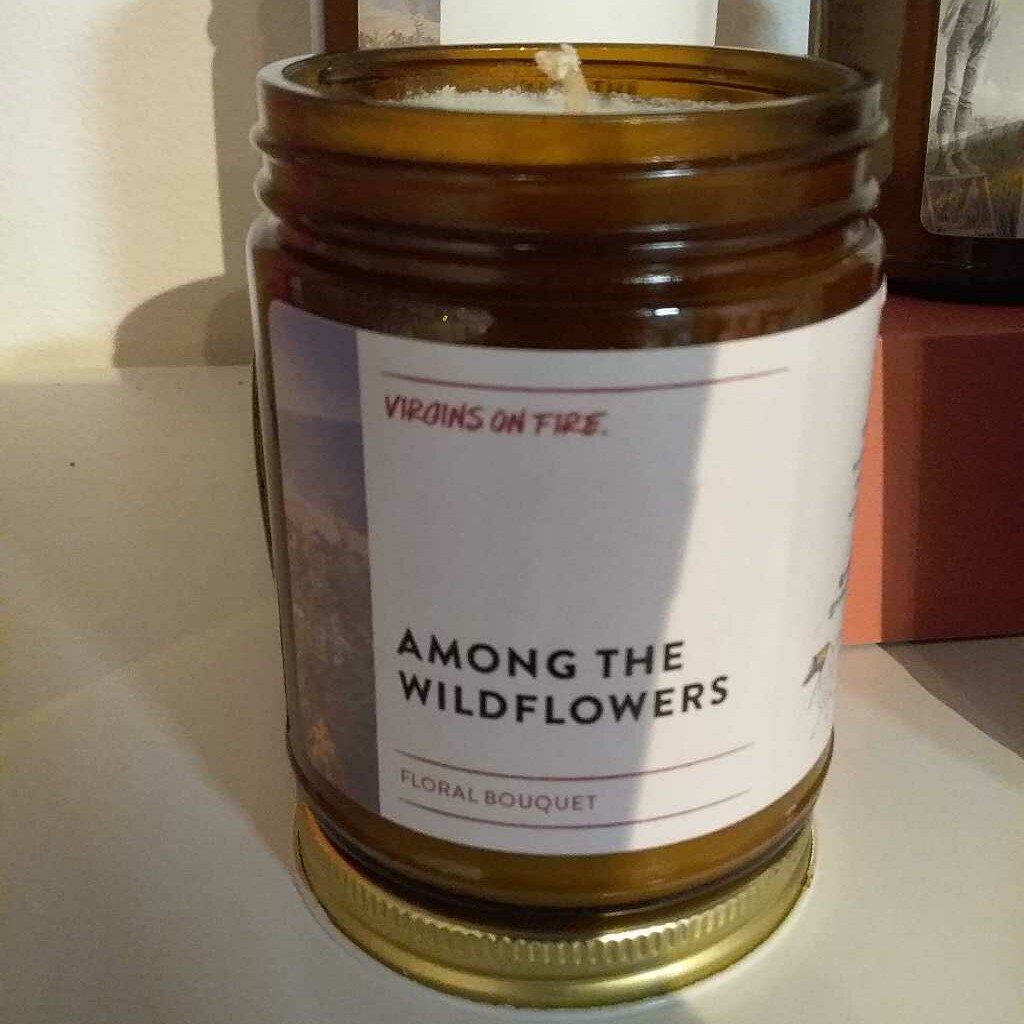 VIRGINS ON FIRE.
AMONG THE
WILDFLOWERS
FLORAL BOUQUET